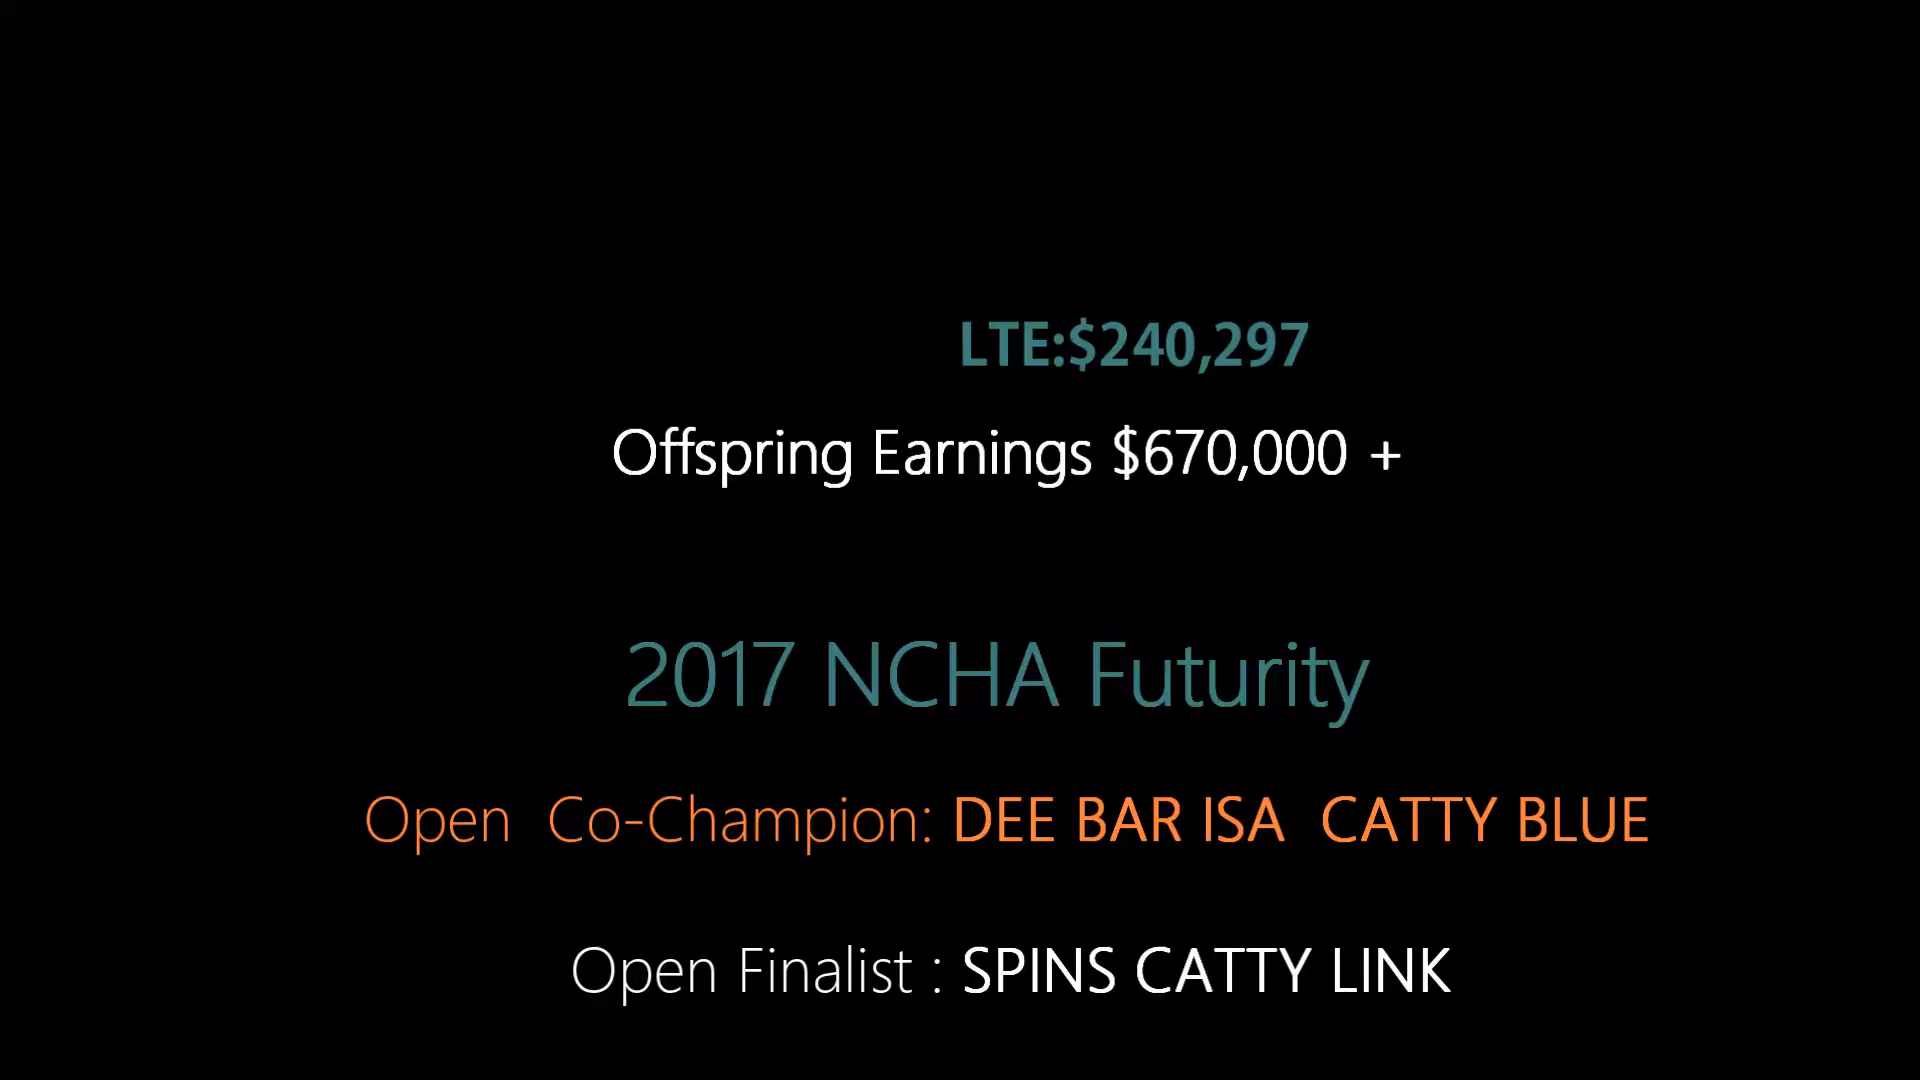 LTE:$240,297
Offspring Earnings $670,000 +
2017 NCHA Futurity
Open Co-Champion: DEE BAR ISA CATTY BLUE
Open Finalist : SPINS CATTY LINK